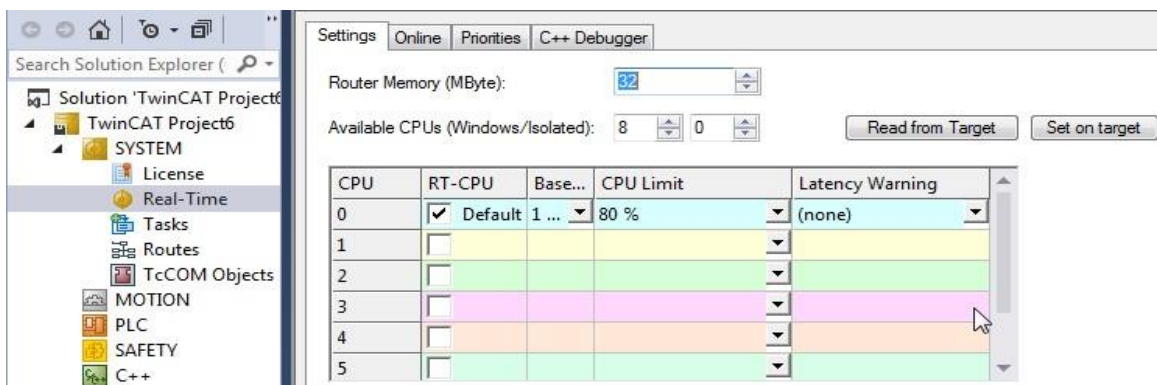 Search Solution Explorer (
Solution 'TwinCAT Project6
TwinCAT Project6
SYSTEM
License
Real-Time
Tasks
Routes
TcCOM Objects
MOTION
PLC
SAFETY
C++
Settings Online Priorities C++ Debugger
Router Memory (MByte): 32
Available CPUs (Windows/Isolated): 8 0 Read from Target Set on target
CPU RT-CPU Base... CPU Limit Latency Warning
0 Default 1 ... 80 % (none)
1
2
3
4
5